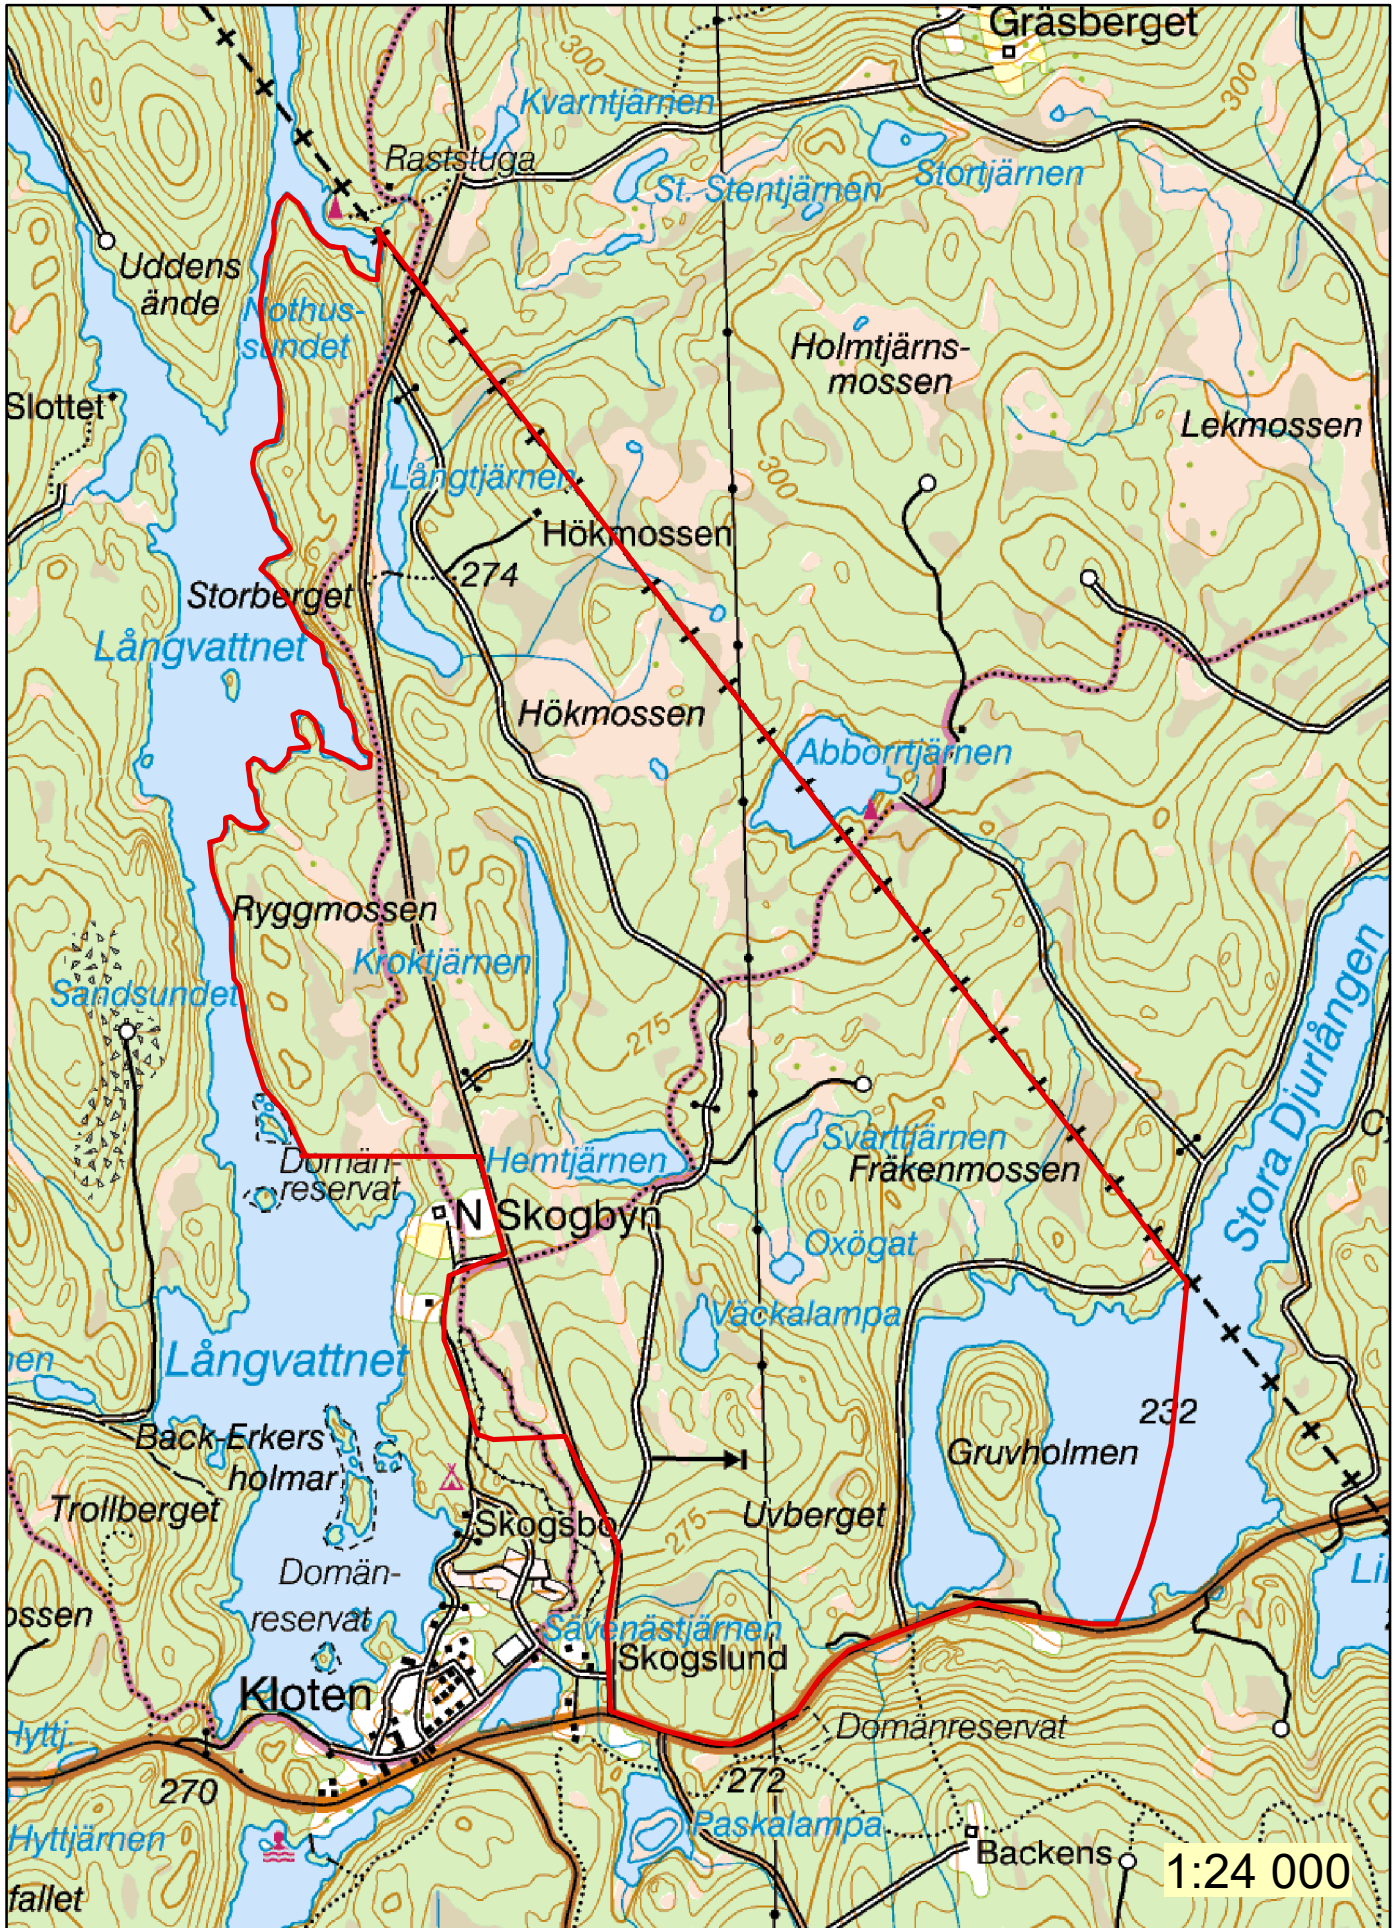 Gräsberget
300
Kvarntjärnen
300
Raststuga
St. Stentjärnen
Stortjärnen
Uddens
ände
Nothus-
sundet
Holmtjärns-
mossen
Slottet
Lekmossen
Långtjärnen
300
Hökmossen
274
Storberget
Långvattnet
Hökmossen
Abborrtjärnen
Ryggmossen
Kroktjärnen
Sandsundet
275
Stora Djurlången
Svarttjärnen
Fräkenmossen
Hemtjärnen
Domän-
reservat
N Skogbyn
Oxögat
Väckalampa
Långvattnet
232
Back-Erkers
holmar
Gruvholmen
Trollberget
Uvberget
Skogsbo
275
Domän-
reservat
ossen
Sävenästjärnen
Skogslund
Kloten
Domänreservat
Hyttj.
270
272
Paskalampa
Hyttjärnen
Backens
1:24 000
fallet